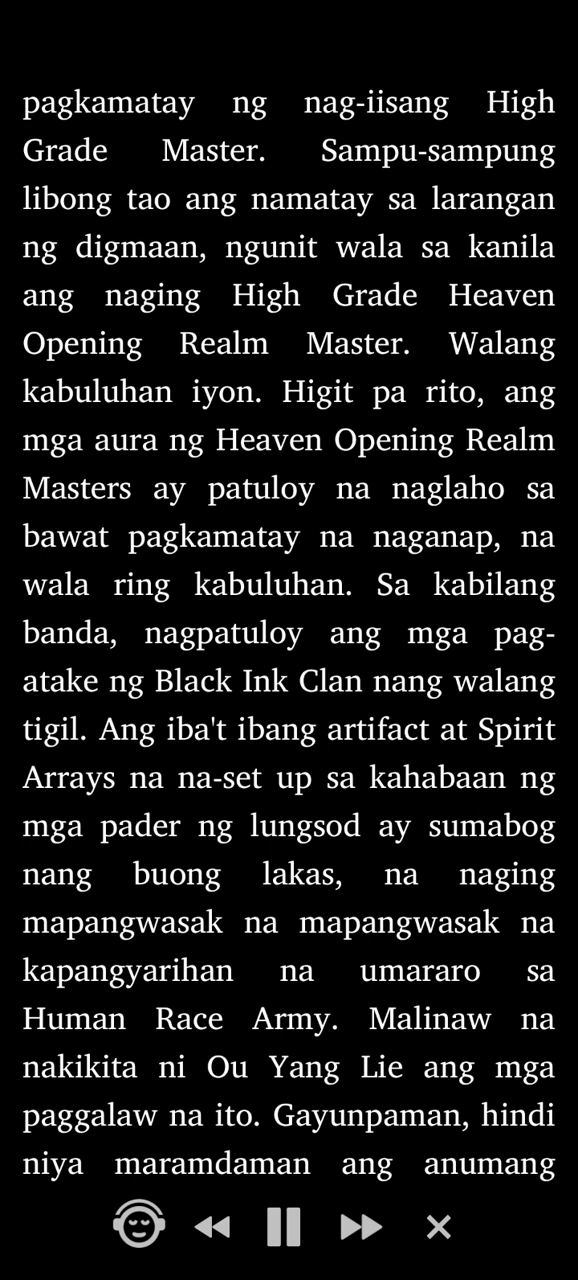 pagkamatay ng nag-iisang High
Grade Master. Sampu-sampung
libong tao ang namatay sa larangan
ng digmaan, ngunit wala sa kanila
ang naging High Grade Heaven
Opening Realm Master. Walang
kabuluhan iyon. Higit pa rito, ang
mga aura ng Heaven Opening Realm
Masters ay patuloy na naglaho sa
bawat pagkamatay na naganap, na
wala ring kabuluhan. Sa kabilang
banda, nagpatuloy ang mga pag-
atake ng Black Ink Clan nang walang
tigil. Ang iba't ibang artifact at Spirit
Arrays na na-set up sa kahabaan ng
mga pader ng lungsod ay sumabog
nang buong lakas, na naging
mapangwasak na mapangwasak na
kapangyarihan na umararo sa
Human Race Army. Malinaw na
nakikita ni Ou Yang Lie ang mga
paggalaw na ito. Gayunpaman, hindi
niya maramdaman ang anumang